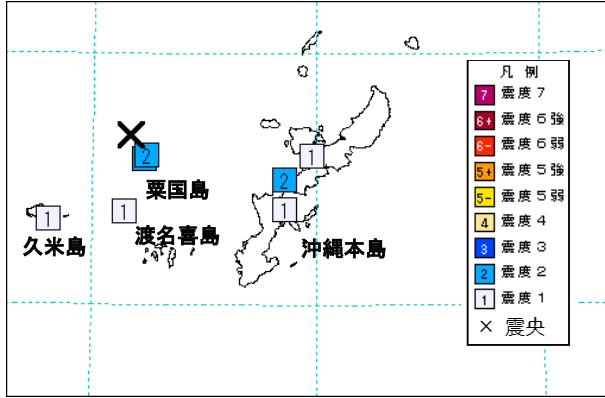 凡 例
7 震度７
6+ 震度６強
6- 震度６弱
5+ 震度５強
5- 震度５弱
4 震度４
3 震度３
2 震度２
1 震度１
× 震央
1
2
2
粟国島
1
1
1
渡名喜島
久米島
沖縄本島